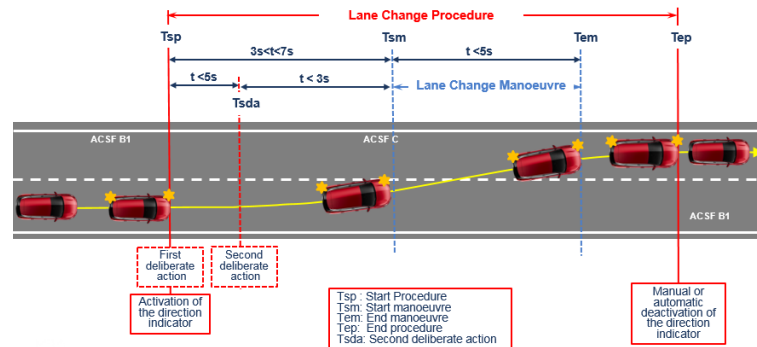 Lane Change Procedure
Tsp
Tsm
Tem
Tep
3s<t<7s
t <5s
t <5s
t < 3s
Lane Change Manoeuvre
Tsda
ACSF B1
ACSF C
ACSF B1
First
deliberate
action
Second
deliberate
action
Activation of
the direction
indicator
Tsp : Start Procedure
Tsm: Start manoeuvre
Tem: End manoeuvre
Tep: End procedure
Tsda: Second deliberate action
Manual or
automatic
deactivation of
the direction
indicator